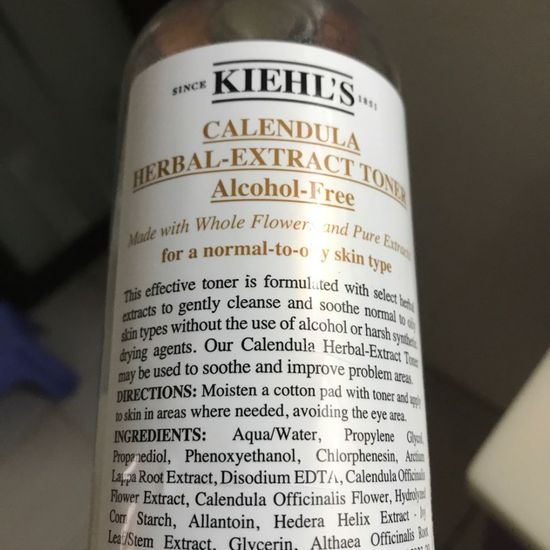 SINCE KIEHL'S 1851
CALENDULA
HERBAL-EXTRACT TONER
Alcohol-Free
Made with Whole Flowers and Pure Extracts
for a normal-to-oily skin type
This effective toner is formulated with select herbal
extracts to gently cleanse and soothe normal to oily
skin types without the use of alcohol or harsh synthetic
drying agents. Our Calendula Herbal-Extract Toner
may be used to soothe and improve problem areas.
DIRECTIONS: Moisten a cotton pad with toner and apply
to skin in areas where needed, avoiding the eye area.
INGREDIENTS: Aqua/Water, Propylene Glycol,
Propanediol, Phenoxyethanol, Chlorphenesin, Arctium
Lappa Root Extract, Disodium EDTA, Calendula Officinalis
Flower Extract, Calendula Officinalis Flower, Hydrolyzed
Corn Starch, Allantoin, Hedera Helix Extract - Ivy
Leaf/Stem Extract, Glycerin, Althaea Officinalis Root